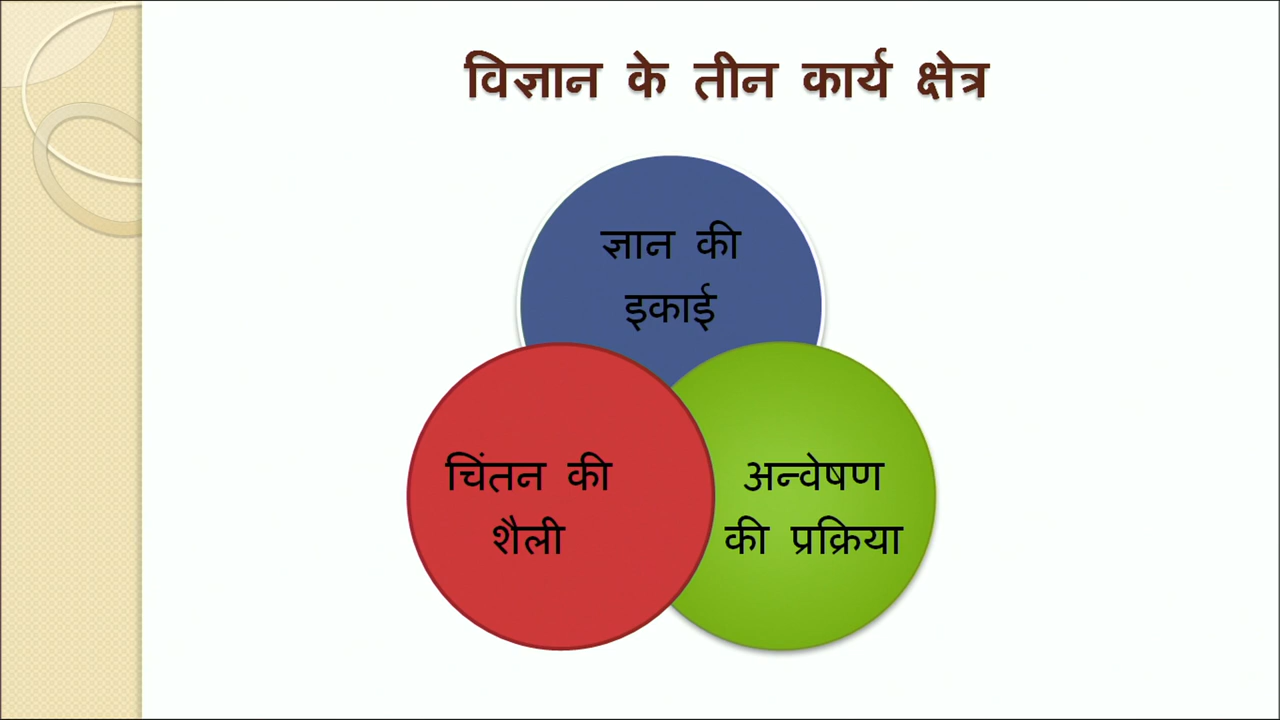 विज्ञान के तीन कार्य क्षेत्र
ज्ञान की
इकाई
चिंतन की
शैली
अन्वेषण
की प्रक्रिया